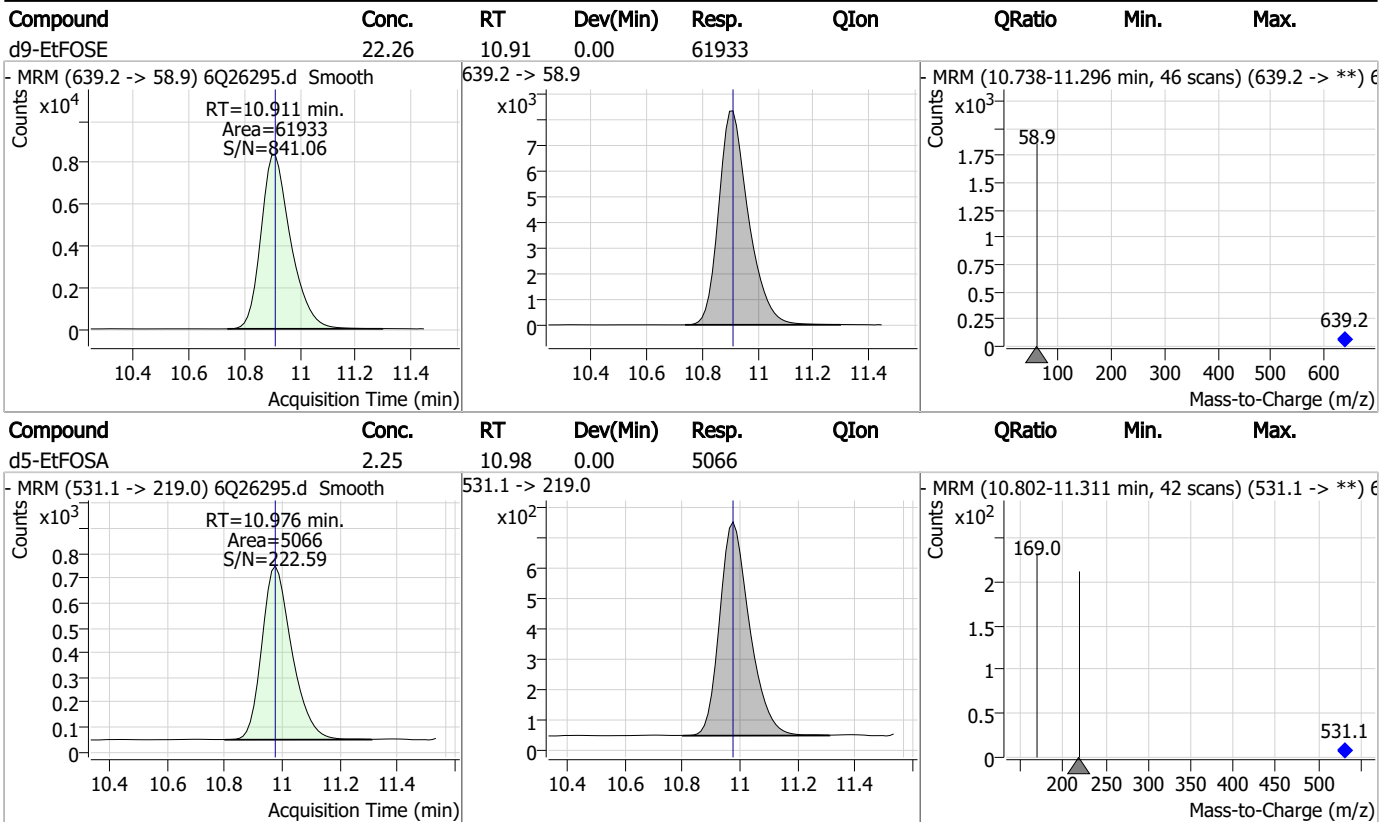 Compound Conc. RT Dev(Min) Resp. QIon QRatio Min. Max.
d9-EtFOSE 22.26 10.91 0.00 61933
- MRM (639.2 -> 58.9) 6Q26295.d Smooth
Counts
x10⁴
RT=10.911 min.
Area=61933
S/N=841.06
0.8
0.6
0.4
0.2
0
10.4 10.6 10.8 11 11.2 11.4
Acquisition Time (min)
639.2 -> 58.9
x10³
7
6
5
4
3
2
1
0
10.4 10.6 10.8 11 11.2 11.4
- MRM (10.738-11.296 min, 46 scans) (639.2 -> **) 6
Counts
x10³
58.9
1.75
1.5
1.25
1
0.75
0.5
0.25
0
639.2
100 200 300 400 500 600
Mass-to-Charge (m/z)
Compound Conc. RT Dev(Min) Resp. QIon QRatio Min. Max.
d5-EtFOSA 2.25 10.98 0.00 5066
- MRM (531.1 -> 219.0) 6Q26295.d Smooth
Counts
x10³
RT=10.976 min.
Area=5066
S/N=222.59
0.8
0.7
0.6
0.5
0.4
0.3
0.2
0.1
0
10.4 10.6 10.8 11 11.2 11.4
Acquisition Time (min)
531.1 -> 219.0
x10²
6
5
4
3
2
1
0
10.4 10.6 10.8 11 11.2 11.4
- MRM (10.802-11.311 min, 42 scans) (531.1 -> **) 6
Counts
x10²
169.0
2
1.5
1
0.5
0
531.1
200 250 300 350 400 450 500
Mass-to-Charge (m/z)